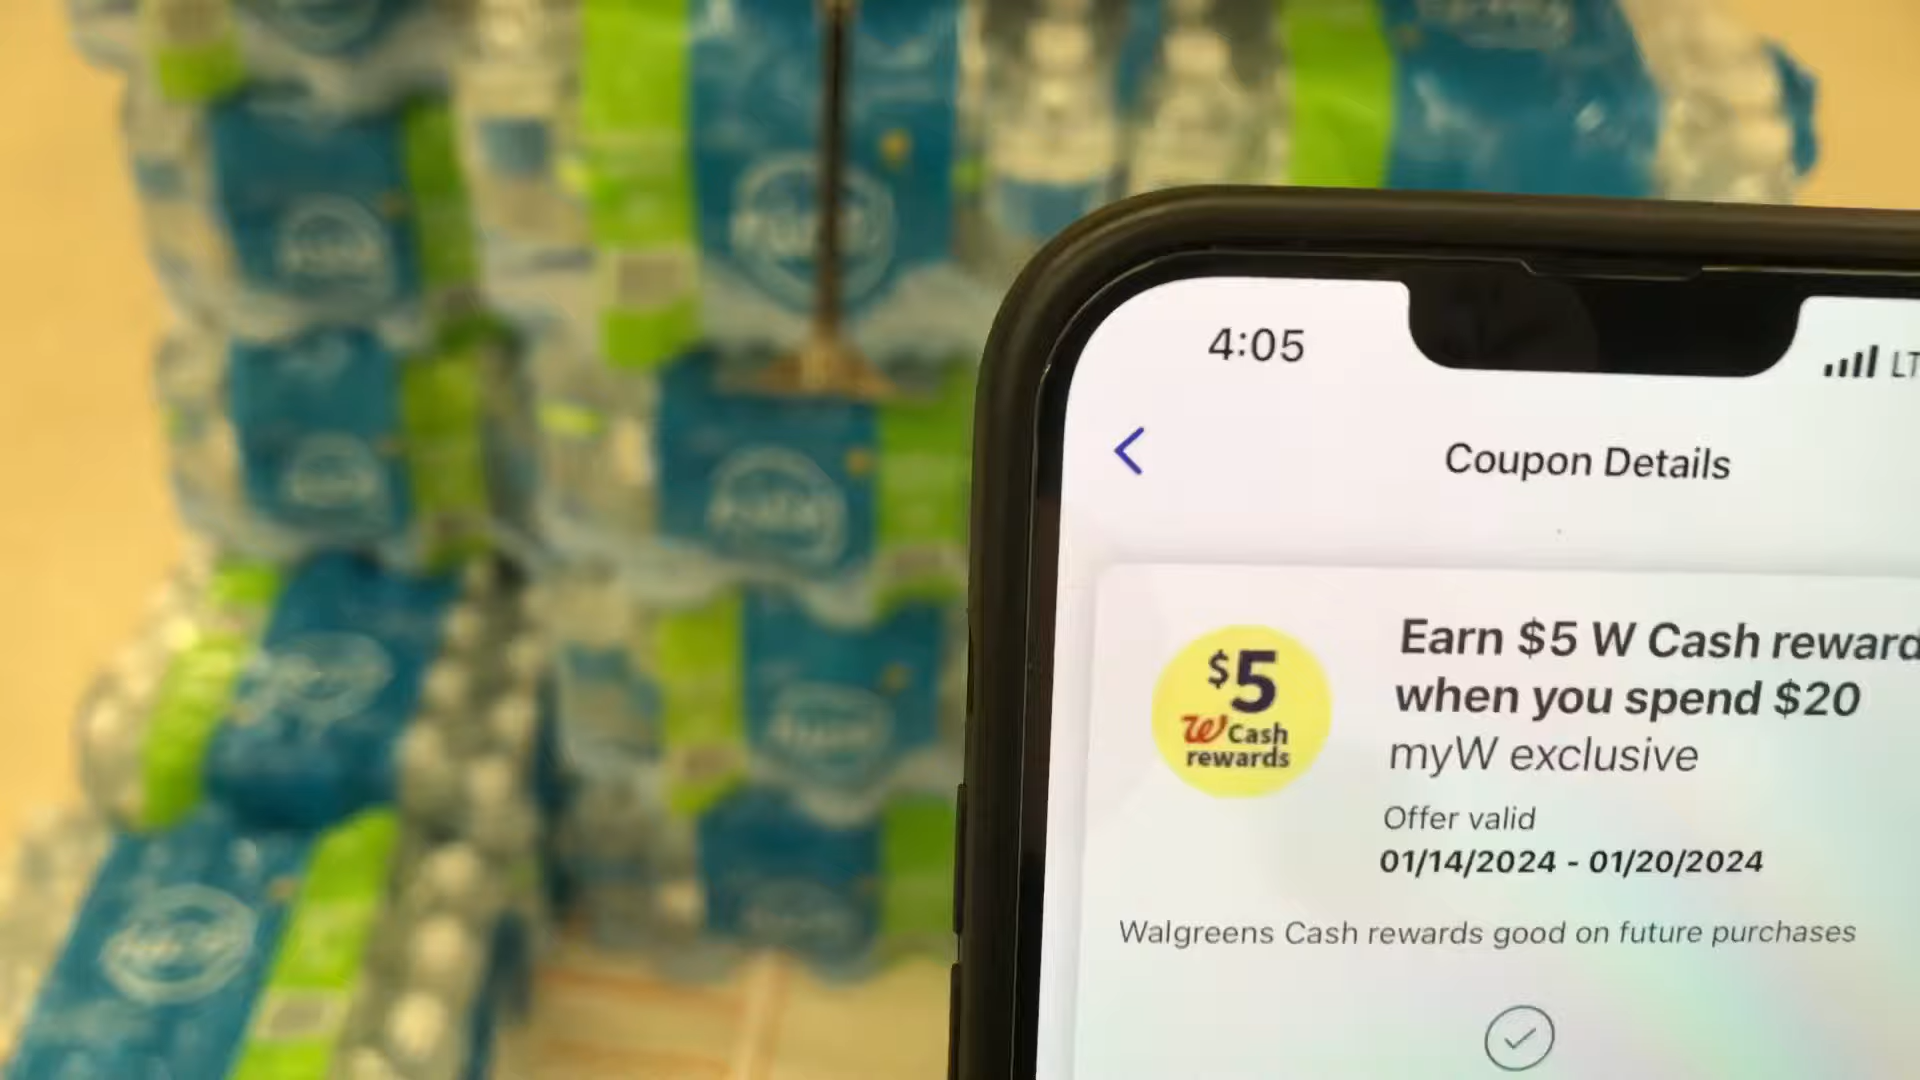 4:05
LT
Coupon Details
$5
W Cash
rewards
Earn $5 W Cash reward
when you spend $20
myW exclusive
Offer valid
01/14/2024 - 01/20/2024
Walgreens Cash rewards good on future purchases